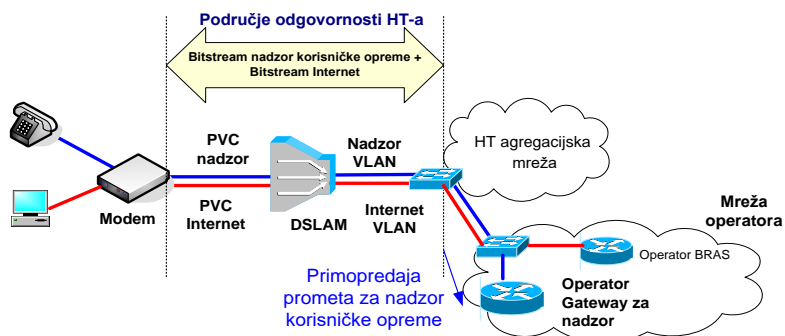 Područje odgovornosti HT-a
Bitstream nadzor korisničke opreme +
Bitstream Internet
PVC
nadzor
Nadzor
VLAN
HT agregacijska
mreža
Modem
PVC
Internet
DSLAM
Internet
VLAN
Mreža
operatora
Operator BRAS
Primopredaja
prometa za nadzor
korisničke opreme
Operator
Gateway za
nadzor